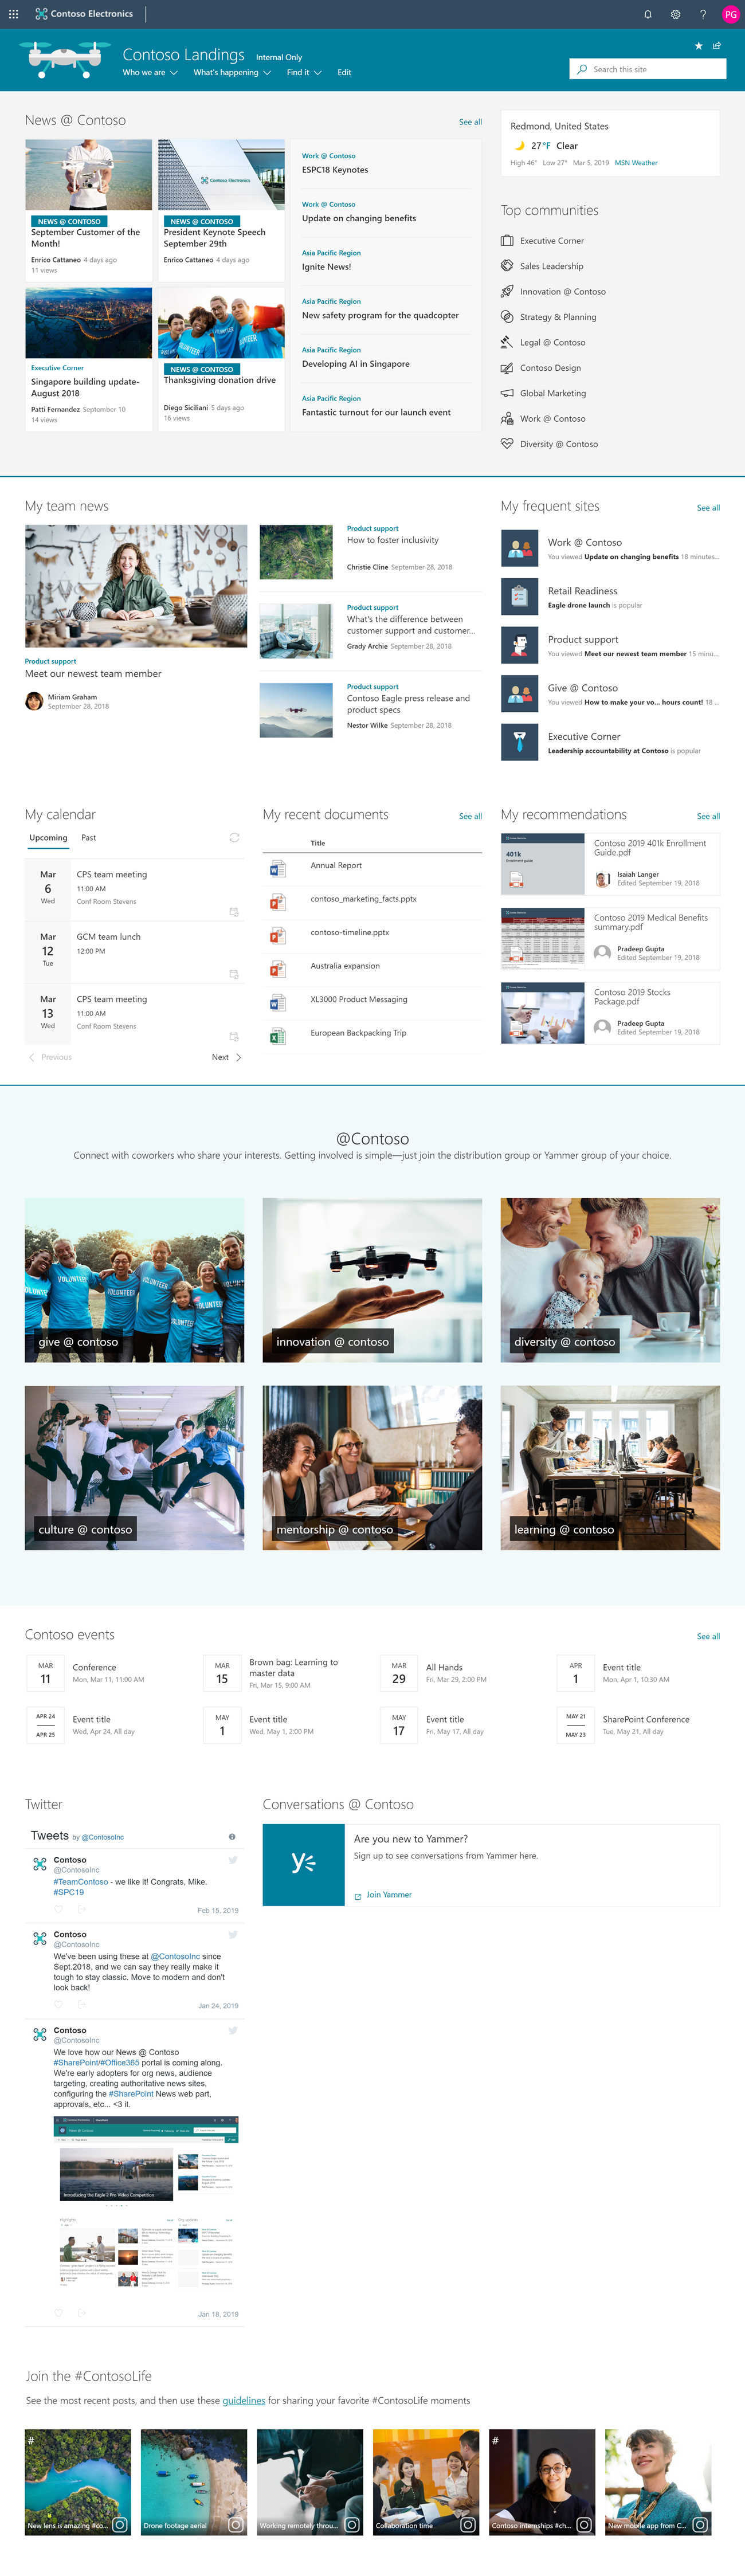 Contoso Electronics
PG
Contoso Landings Internal Only
Who we are What's happening Find it Edit
Search this site
News @ Contoso
See all
NEWS @ CONTOSO
September Customer of the
Month!
Enrico Cattaneo 4 days ago
11 views
Contoso Electronics
NEWS @ CONTOSO
President Keynote Speech
September 29th
Enrico Cattaneo 4 days ago
Executive Corner
Singapore building update-
August 2018
Patti Fernandez September 10
14 views
VOLUNTEER
NEWS @ CONTOSO
Thanksgiving donation drive
Diego Siciliani 5 days ago
16 views
Work @ Contoso
ESPC18 Keynotes
Work @ Contoso
Update on changing benefits
Asia Pacific Region
Ignite News!
Asia Pacific Region
New safety program for the quadcopter
Asia Pacific Region
Developing AI in Singapore
Asia Pacific Region
Fantastic turnout for our launch event
Redmond, United States
27 °F Clear
High 46° Low 27° Mar 5, 2019 MSN Weather
Top communities
Executive Corner
Sales Leadership
Innovation @ Contoso
Strategy & Planning
Legal @ Contoso
Contoso Design
Global Marketing
Work @ Contoso
Diversity @ Contoso
My team news
Product support
Meet our newest team member
Miriam Graham
September 28, 2018
Product support
How to foster inclusivity
Christie Cline September 28, 2018
Product support
What's the difference between
customer support and customer...
Grady Archie September 28, 2018
Product support
Contoso Eagle press release and
product specs
Nestor Wilke September 28, 2018
My frequent sites
See all
Work @ Contoso
You viewed Update on changing benefits 18 minutes...
Retail Readiness
Eagle drone launch is popular
Product support
You viewed Meet our newest team member 15 minu...
Give @ Contoso
You viewed How to make your vo... hours count! 18 ...
Executive Corner
Leadership accountability at Contoso is popular
My calendar
Upcoming Past
Mar
6
Wed
CPS team meeting
11:00 AM
Conf Room Stevens
Mar
12
Tue
GCM team lunch
12:00 PM
Mar
13
Wed
CPS team meeting
11:00 AM
Conf Room Stevens
Previous
Next
My recent documents
See all
Title
Annual Report
contoso_marketing_facts.pptx
contoso-timeline.pptx
Australia expansion
XL3000 Product Messaging
European Backpacking Trip
My recommendations
See all
401k
Contoso 2019 401k Enrollment
Guide.pdf
Isaiah Langer
Edited September 19, 2018
Contoso 2019 Medical Benefits
summary.pdf
Pradeep Gupta
Edited September 19, 2018
Contoso 2019 Stocks
Package.pdf
Pradeep Gupta
Edited September 19, 2018
@Contoso
Connect with coworkers who share your interests. Getting involved is simple—just join the distribution group or Yammer group of your choice.
VOLUNTEER
give @ contoso
innovation @ contoso
diversity @ contoso
culture @ contoso
mentorship @ contoso
learning @ contoso
Contoso events
See all
MAR
11
Conference
Mon, Mar 11, 11:00 AM
MAR
15
Brown bag: Learning to
master data
Fri, Mar 15, 9:00 AM
MAR
29
All Hands
Fri, Mar 29, 2:00 PM
APR
1
Event title
Mon, Apr 1, 10:30 AM
APR 24
APR 25
Event title
Wed, Apr 24, All day
MAY
1
Event title
Wed, May 1, 2:00 PM
MAY
17
Event title
Fri, May 17, All day
MAY 21
MAY 23
SharePoint Conference
Tue, May 21, All day
Twitter
Tweets by @ContosoInc
Contoso
@ContosoInc
#TeamContoso - we like it! Congrats, Mike.
#SPC19
Feb 15, 2019
Contoso
@ContosoInc
We've been using these at @ContosoInc since
Sept.2018, and we can say they really make it
tough to stay classic. Move to modern and don't
look back!
Jan 24, 2019
Contoso
@ContosoInc
We love how our News @ Contoso
#SharePoint/#Office365 portal is coming along.
We're early adopters for org news, audience
targeting, creating authoritative news sites,
configuring the #SharePoint News web part,
approvals, etc... <3 it.
Introducing the Eagle 2 Pro Video Competition
Jan 18, 2019
Conversations @ Contoso
Are you new to Yammer?
Sign up to see conversations from Yammer here.
Join Yammer
Join the #ContosoLife
See the most recent posts, and then use these guidelines for sharing your favorite #ContosoLife moments
#
New lens is amazing #co...
Drone footage aerial
Working remotely throu...
Collaboration time
#
Contoso internships #ch...
New mobile app from C...